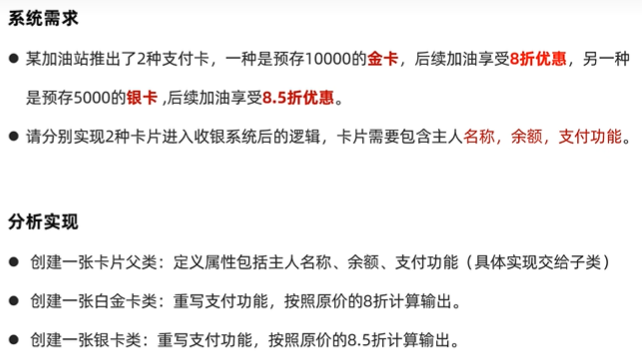 系统需求
● 某加油站推出了2种支付卡，一种是预存10000的金卡，后续加油享受8折优惠，另一种
是预存5000的银卡 ,后续加油享受8.5折优惠。
● 请分别实现2种卡片进入收银系统后的逻辑，卡片需要包含主人名称，余额，支付功能。
分析实现
● 创建一张卡片父类：定义属性包括主人名称、余额、支付功能（具体实现交给子类）
● 创建一张白金卡类：重写支付功能，按照原价的8折计算输出。
● 创建一张银卡类：重写支付功能，按照原价的8.5折计算输出。